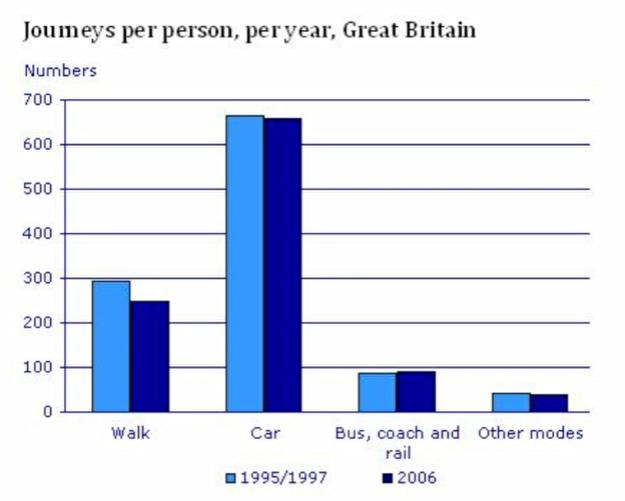 Journeys per person, per year, Great Britain
Numbers
700
600
500
400
300
200
100
0
Walk
Car
Bus, coach and
rail
Other modes
1995/1997
2006